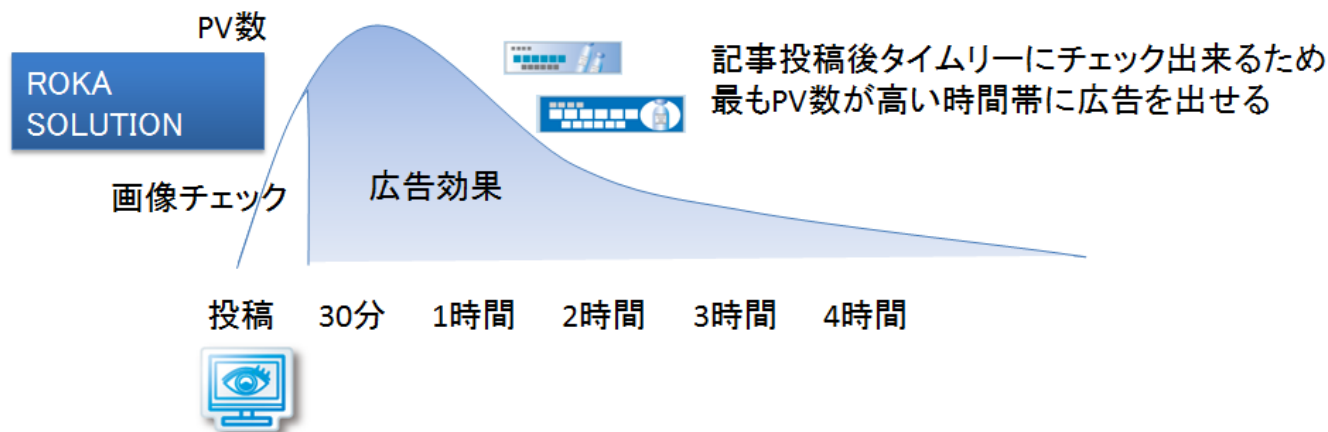 PV数
ROKA
SOLUTION
記事投稿後タイムリーにチェック出来るため
最もPV数が高い時間帯に広告を出せる
画像チェック
広告効果
投稿 30分 1時間 2時間 3時間 4時間